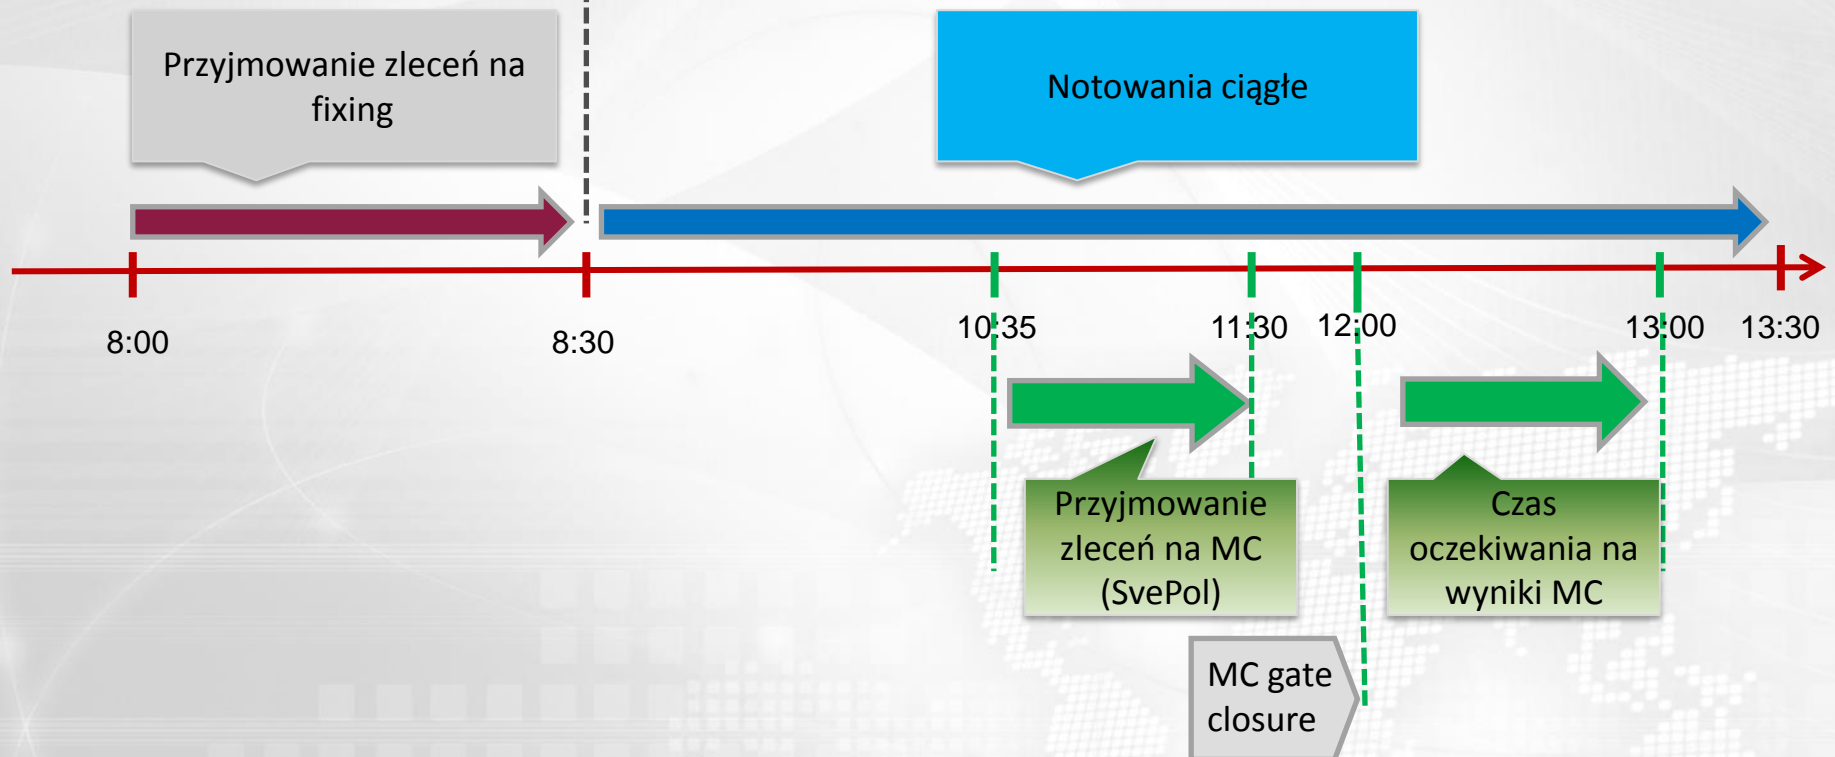 Przyjmowanie zleceń na
fixing
Notowania ciągłe
8:00
8:30
10:35
11:30
12:00
13:00
13:30
Przyjmowanie
zleceń na MC
(SvePol)
Czas
oczekiwania na
wyniki MC
MC gate
closure